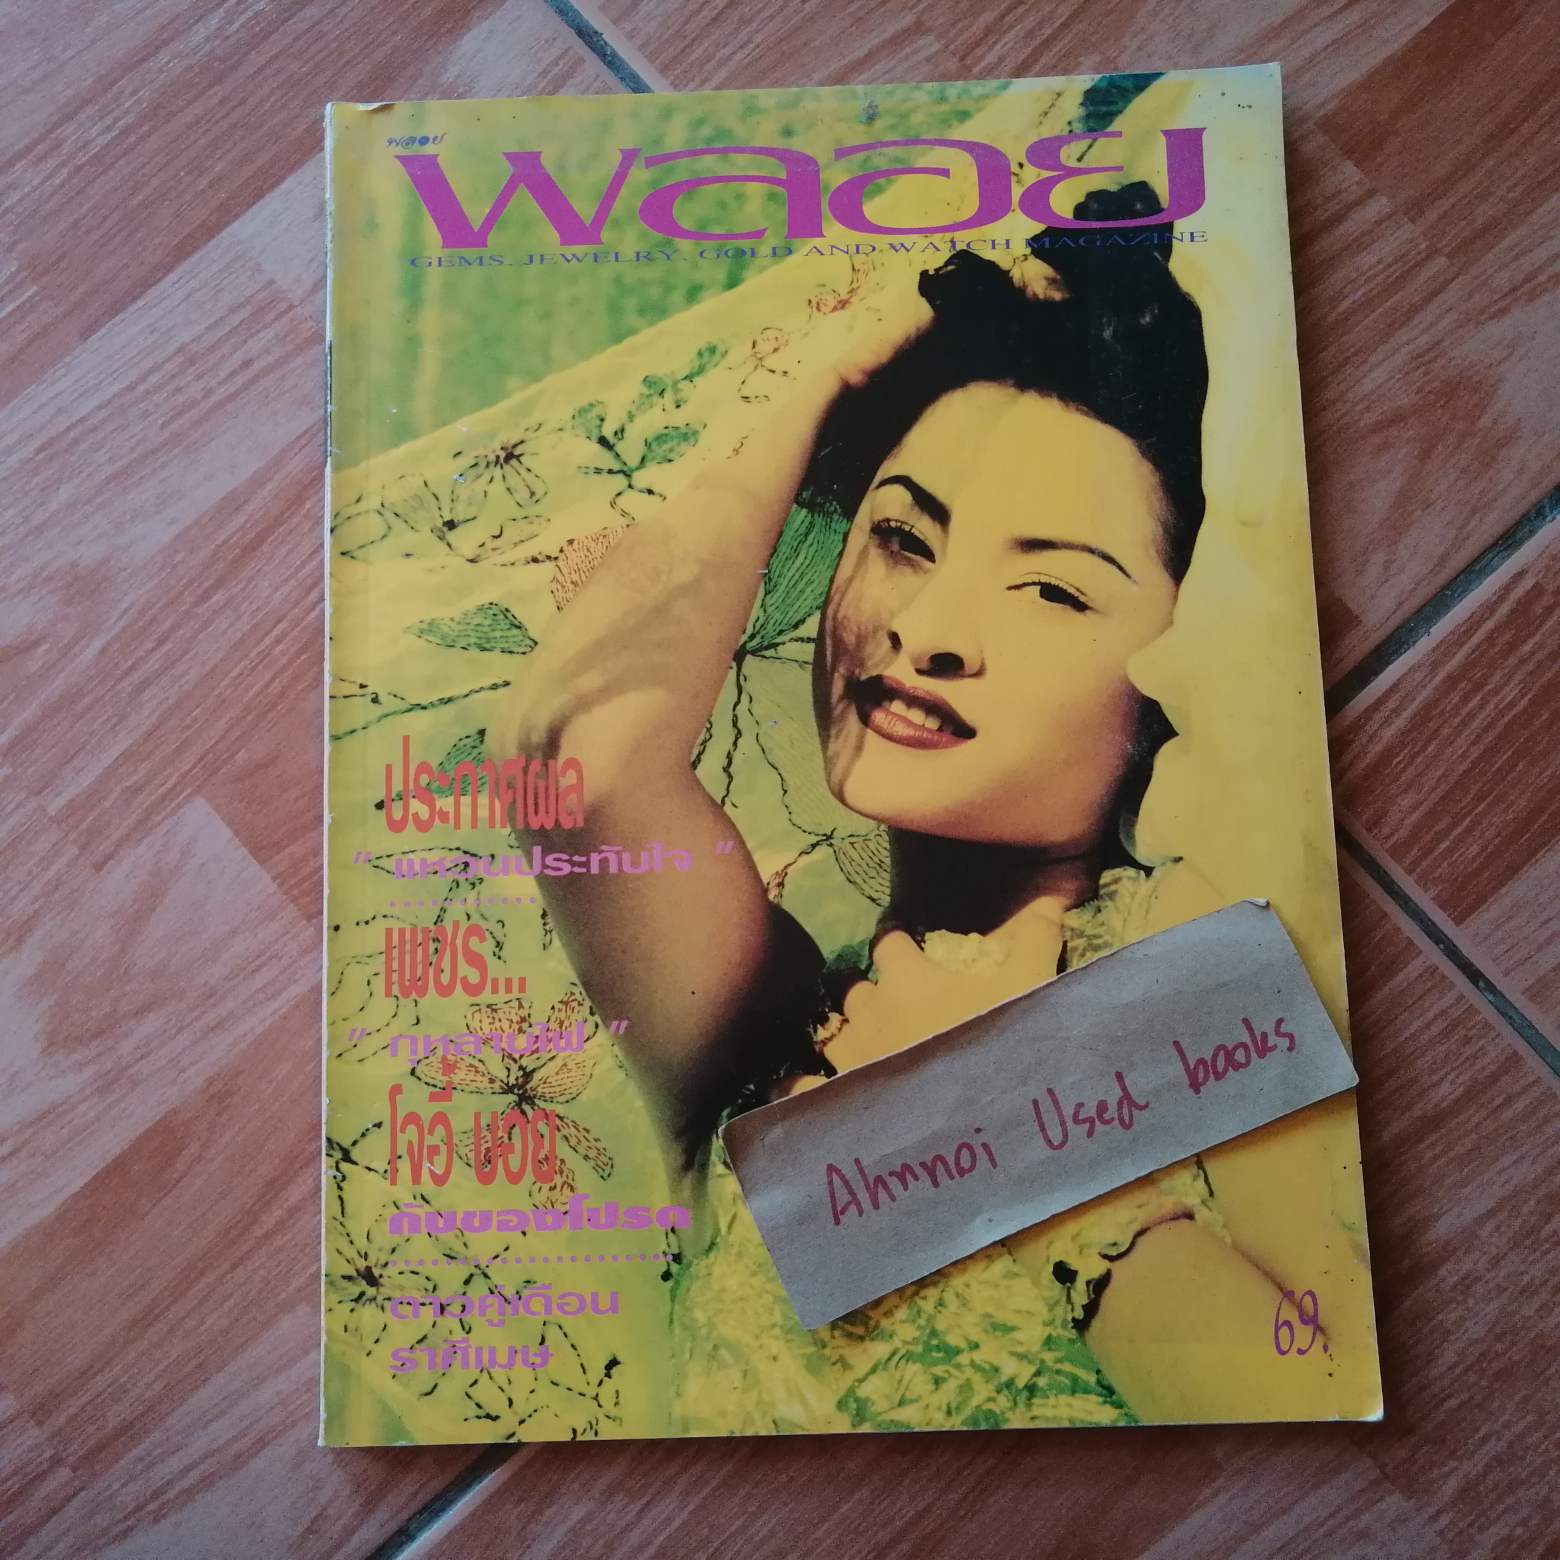 พลอย
พลอย
GEMS, JEWELRY, GOLD AND WATCH MAGAZINE
ประกาศผล
" แหวนประทับใจ "
เพชร...
" กุหลาบไฟ "
โจอี้ บอย
กับของโปรด
ดาวคู่เดือน
ราศีเมษ
Ahnnoi Used books
69.